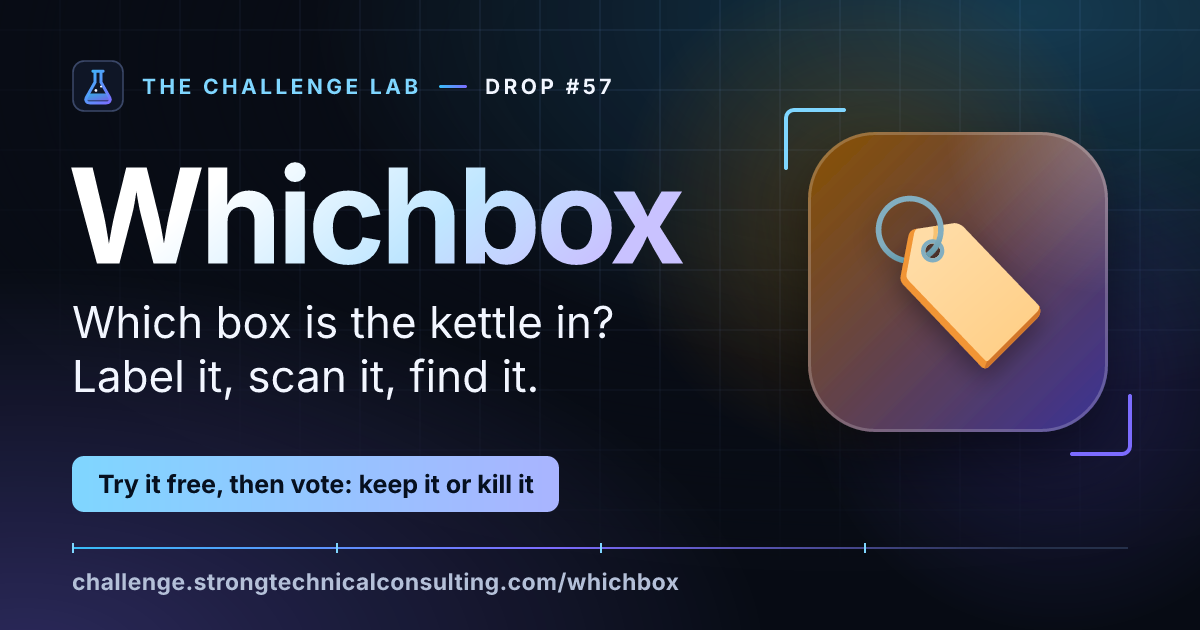 THE CHALLENGE LAB — DROP #57
Whichbox
Which box is the kettle in?
Label it, scan it, find it.
Try it free, then vote: keep it or kill it
challenge.strongtechnicalconsulting.com/whichbox